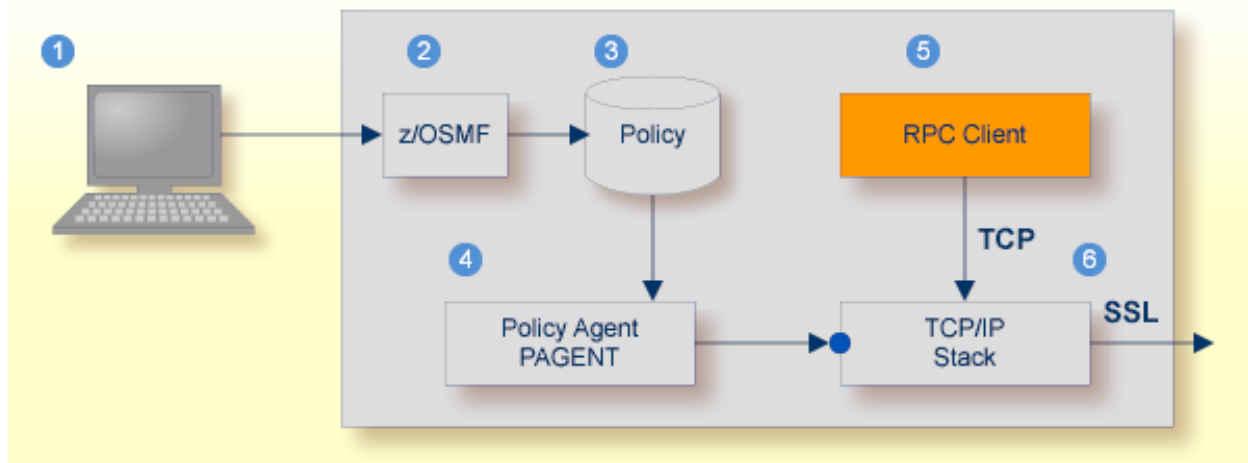 1
2
3
5
z/OSMF
Policy
RPC Client
TCP
4
6
Policy Agent
PAGENT
TCP/IP
Stack
SSL